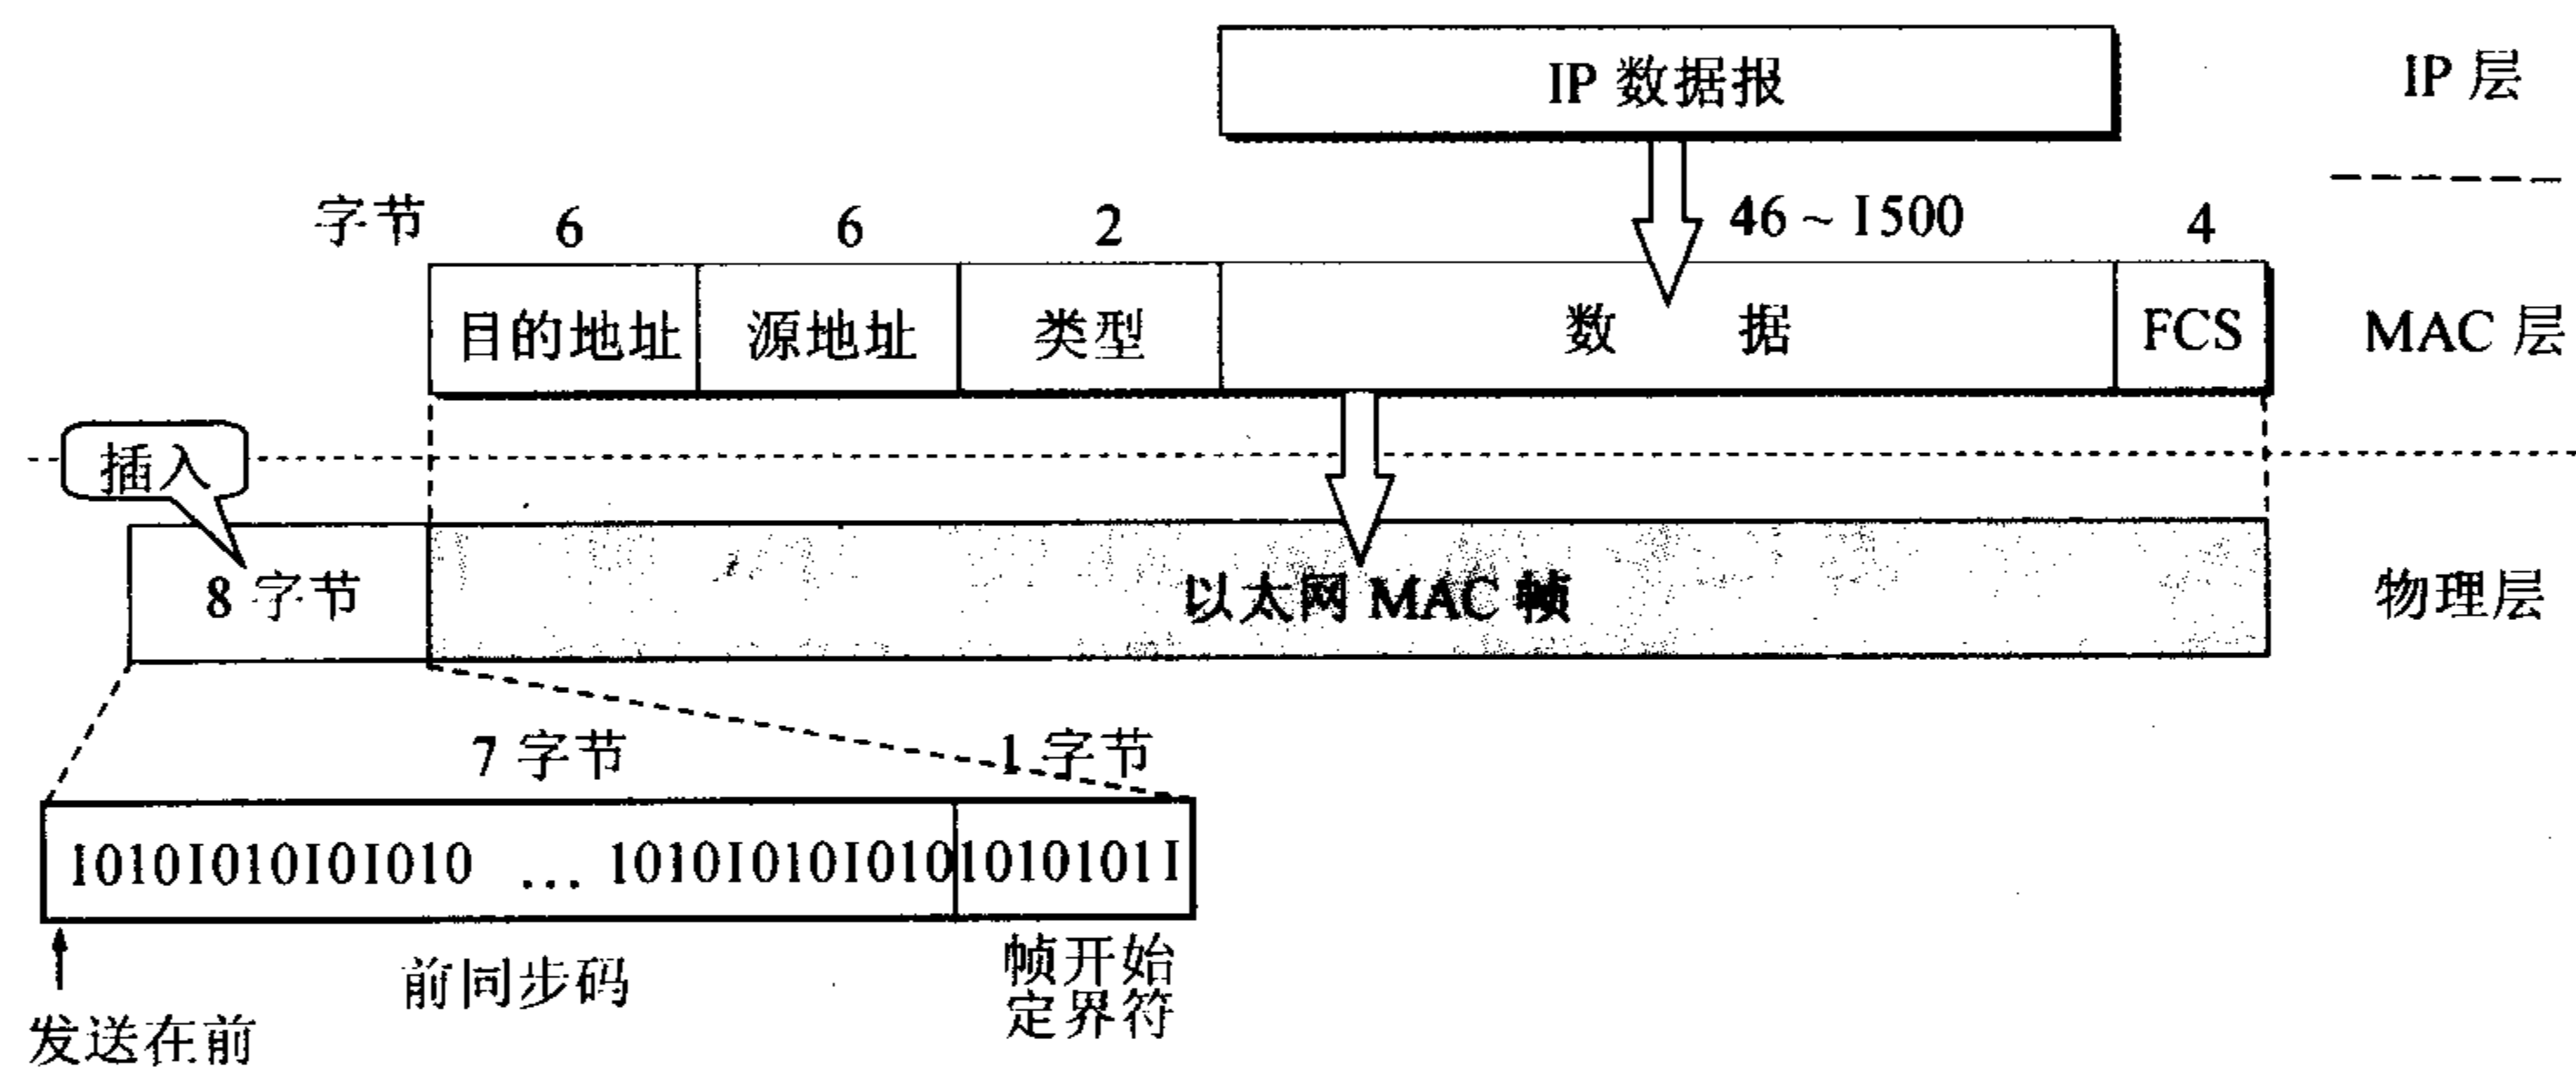 IP 数据报
IP 层
字节 6 6 2 46 ~ 1500 4
目的地址 源地址 类型 数 据 FCS MAC 层
插入
8 字节 以太网 MAC 帧 物理层
7 字节 1 字节
10101010101010 ... 101010101010 10101011
前同步码 帧开始
定界符
发送在前